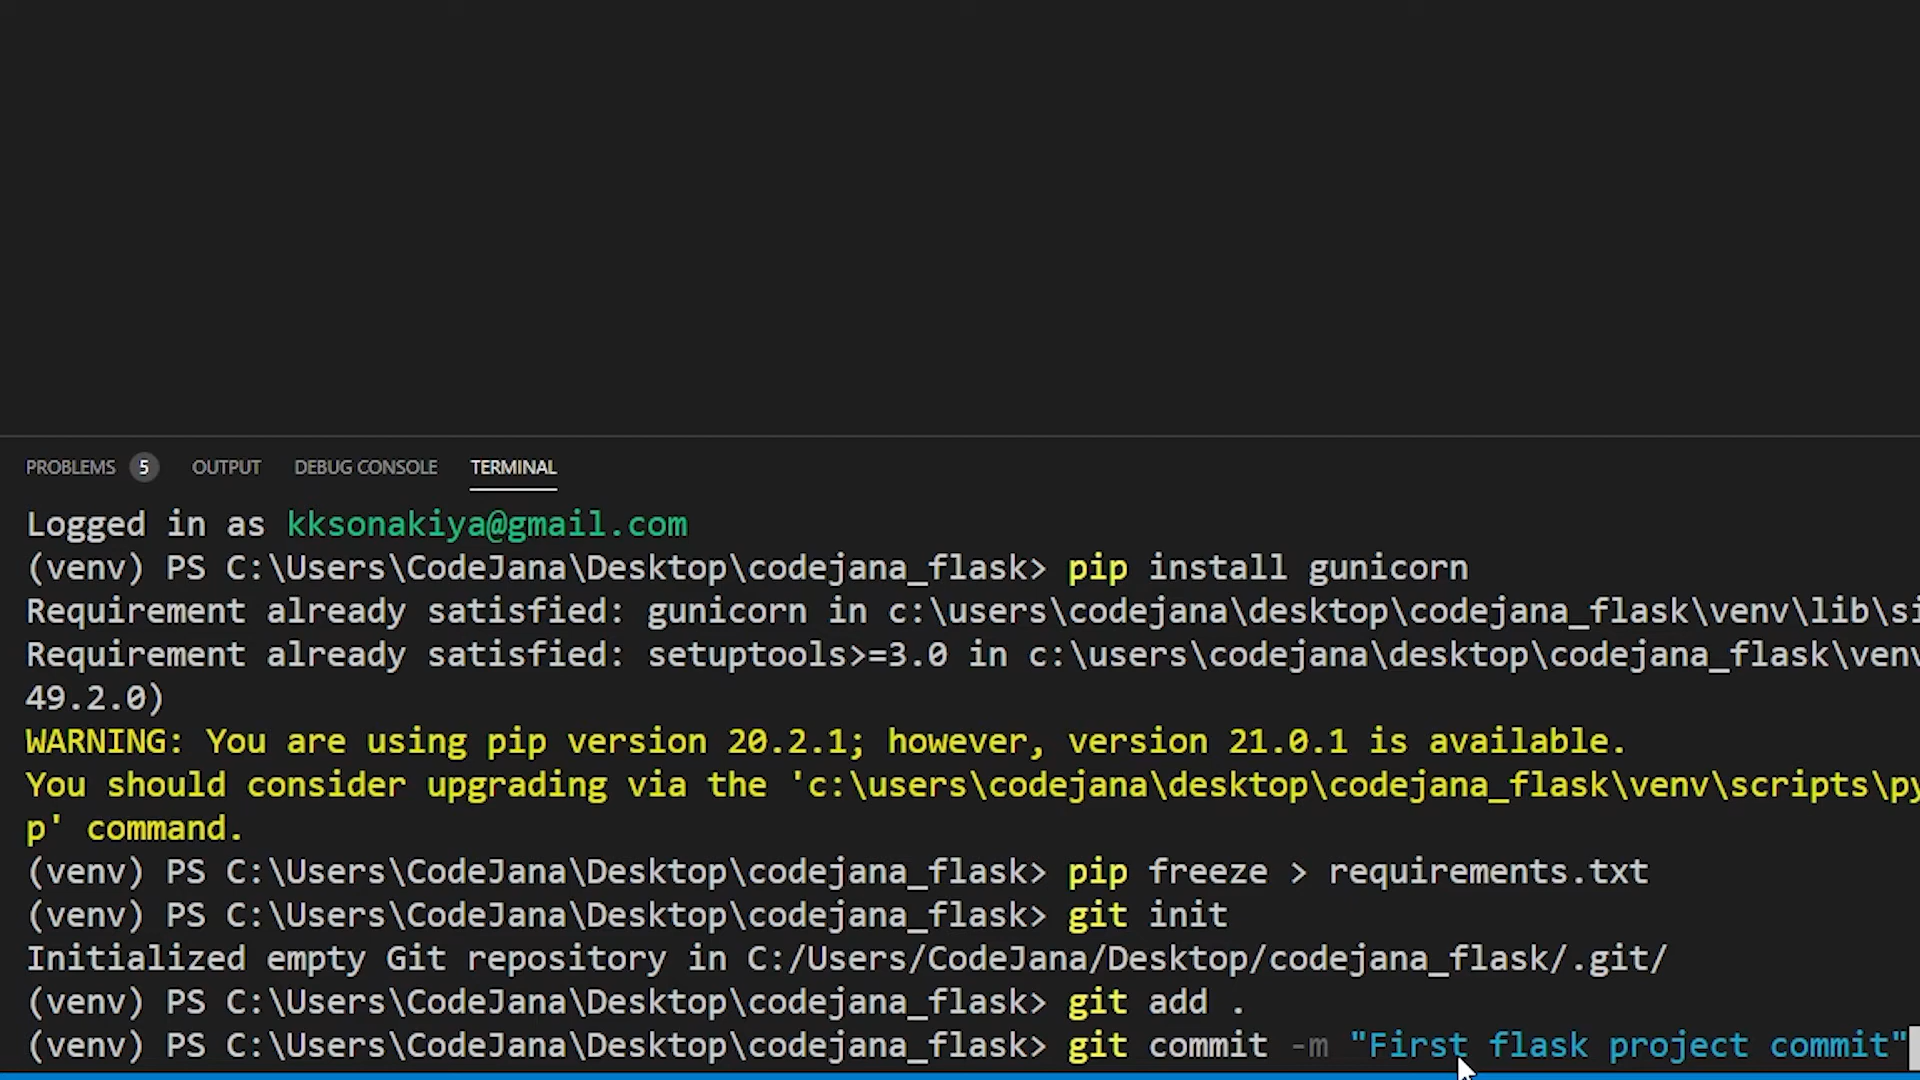 PROBLEMS 5 OUTPUT DEBUG CONSOLE TERMINAL
Logged in as kksonakiya@gmail.com
(venv) PS C:\Users\CodeJana\Desktop\codejana_flask> pip install gunicorn
Requirement already satisfied: gunicorn in c:\users\codejana\desktop\codejana_flask\venv\lib\si
Requirement already satisfied: setuptools>=3.0 in c:\users\codejana\desktop\codejana_flask\venv
49.2.0)
WARNING: You are using pip version 20.2.1; however, version 21.0.1 is available.
You should consider upgrading via the 'c:\users\codejana\desktop\codejana_flask\venv\scripts\py
p' command.
(venv) PS C:\Users\CodeJana\Desktop\codejana_flask> pip freeze > requirements.txt
(venv) PS C:\Users\CodeJana\Desktop\codejana_flask> git init
Initialized empty Git repository in C:/Users/CodeJana/Desktop/codejana_flask/.git/
(venv) PS C:\Users\CodeJana\Desktop\codejana_flask> git add .
(venv) PS C:\Users\CodeJana\Desktop\codejana_flask> git commit -m "First flask project commit"